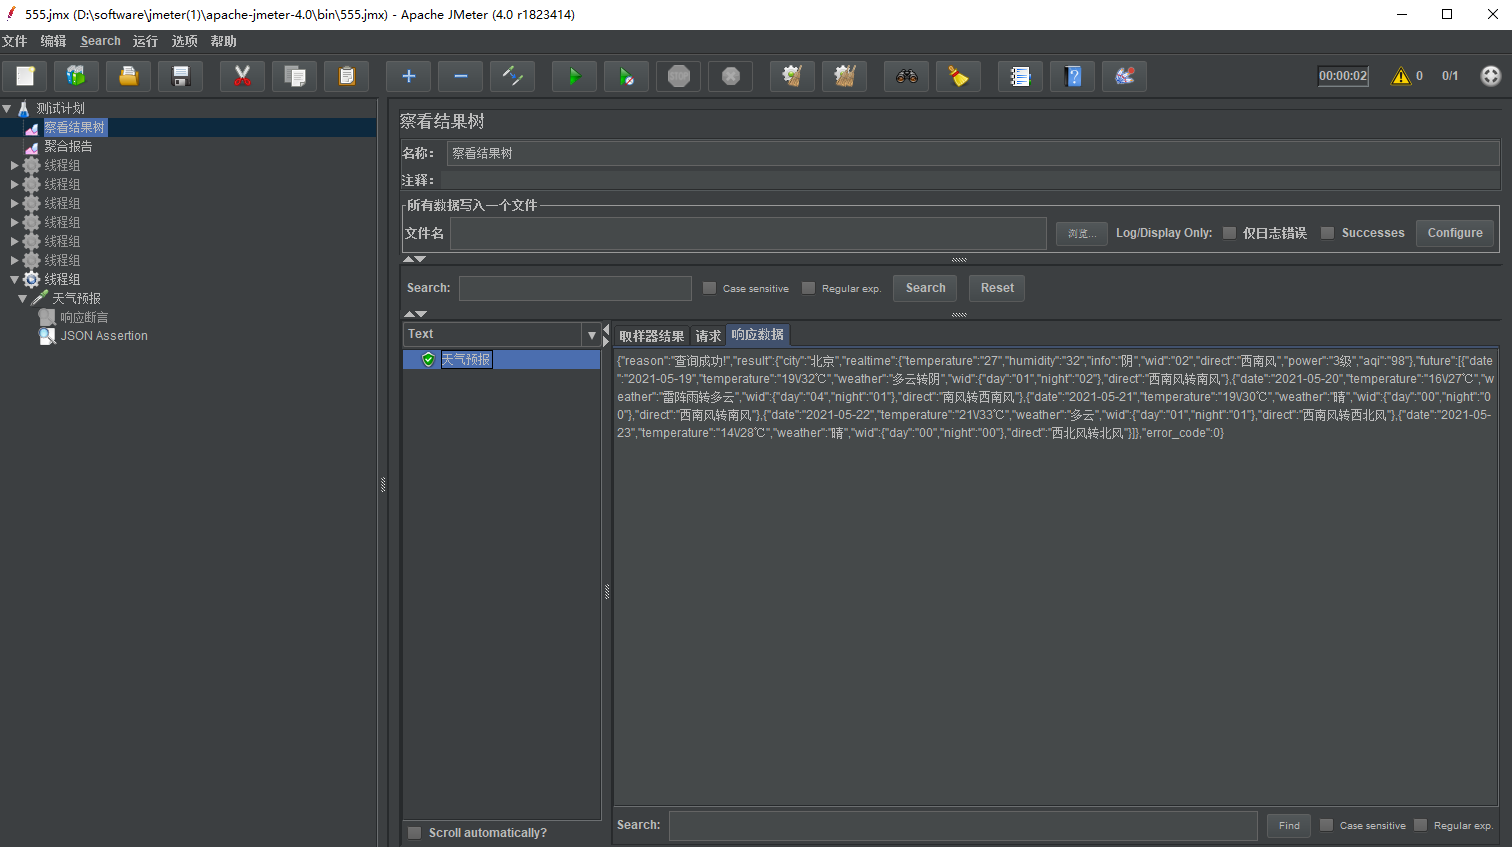 555.jmx (D:\software\jmeter(1)\apache-jmeter-4.0\bin\555.jmx) - Apache JMeter (4.0 r1823414)
文件 编辑 Search 运行 选项 帮助
STOP 00:00:02 0 0/1
测试计划
察看结果树
聚合报告
线程组
线程组
线程组
线程组
线程组
线程组
线程组
天气预报
响应断言
JSON Assertion
察看结果树
名称： 察看结果树
注释：
所有数据写入一个文件
文件名 浏览... Log/Display Only: 仅日志错误 Successes Configure
Search: Case sensitive Regular exp. Search Reset
Text
天气预报
Scroll automatically?
取样器结果 请求 响应数据
{"reason":"查询成功!","result":{"city":"北京","realtime":{"temperature":"27","humidity":"32","info":"阴","wid":"02","direct":"西南风","power":"3级","aqi":"98"},"future":[{"date
":"2021-05-19","temperature":"19\/32℃","weather":"多云转阴","wid":{"day":"01","night":"02"},"direct":"西南风转南风"},{"date":"2021-05-20","temperature":"16\/27℃","w
eather":"雷阵雨转多云","wid":{"day":"04","night":"01"},"direct":"南风转西南风"},{"date":"2021-05-21","temperature":"19\/30℃","weather":"晴","wid":{"day":"00","night":"0
0"},"direct":"西南风转南风"},{"date":"2021-05-22","temperature":"21\/33℃","weather":"多云","wid":{"day":"01","night":"01"},"direct":"西南风转西北风"},{"date":"2021-05-
23","temperature":"14\/28℃","weather":"晴","wid":{"day":"00","night":"00"},"direct":"西北风转北风"}]},"error_code":0}
Search: Find Case sensitive Regular exp.